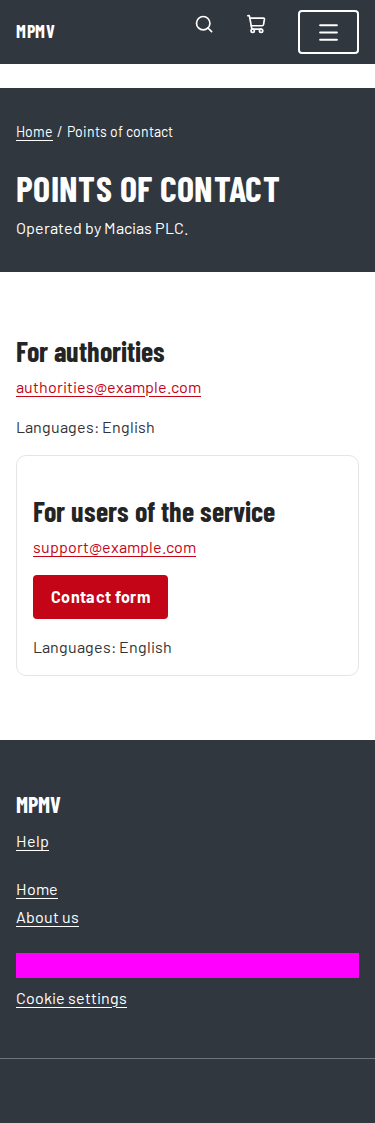 MPMV
Home / Points of contact
POINTS OF CONTACT
Operated by Macias PLC.
For authorities
authorities@example.com
Languages: English
For users of the service
support@example.com
Contact form
Languages: English
MPMV
Help
Home
About us
Cookie settings